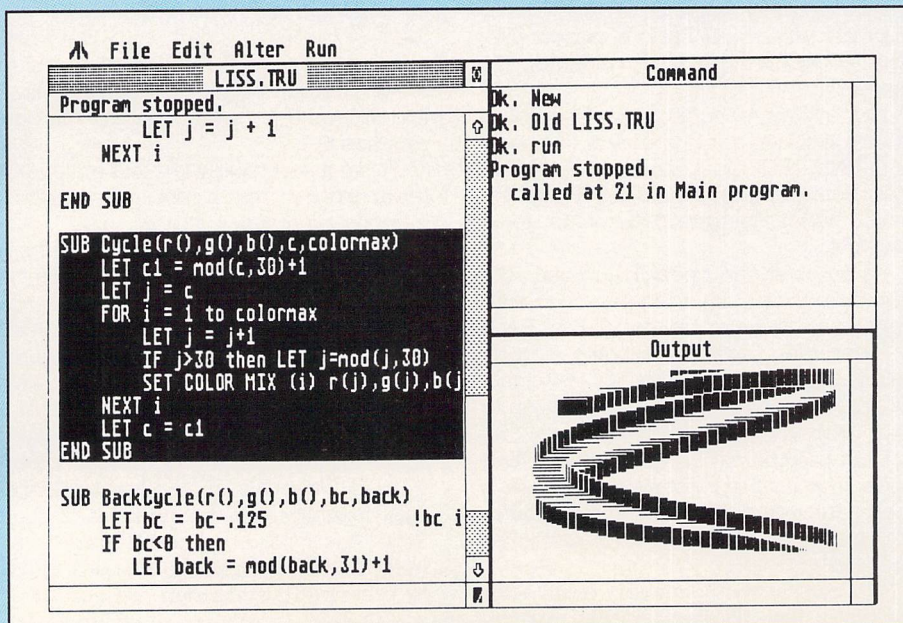 File Edit Alter Run
LISS.TRU
Program stopped.
LET j = j + 1
NEXT i
END SUB
SUB Cycle(r(),g(),b(),c,colormax)
LET c1 = mod(c,30)+1
LET j = c
FOR i = 1 to colormax
LET j = j+1
IF j>30 then LET j=mod(j,30)
SET COLOR MIX (i) r(j),g(j),b(j
NEXT i
LET c = c1
END SUB
SUB BackCycle(r(),g(),b(),bc,back)
LET bc = bc-.125 !bc i
IF bc<0 then
LET back = mod(back,31)+1
Command
Ok. New
Ok. Old LISS.TRU
Ok. run
Program stopped.
called at 21 in Main program.
Output